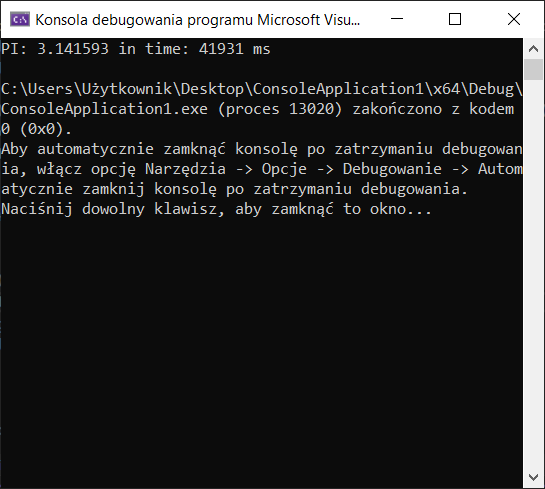 Konsola debugowania programu Microsoft Visu...
PI: 3.141593 in time: 41931 ms
C:\Users\Użytkownik\Desktop\ConsoleApplication1\x64\Debug\
ConsoleApplication1.exe (proces 13020) zakończono z kodem
0 (0x0).
Aby automatycznie zamknąć konsolę po zatrzymaniu debugowan
ia, włącz opcję Narzędzia -> Opcje -> Debugowanie -> Autom
atycznie zamknij konsolę po zatrzymaniu debugowania.
Naciśnij dowolny klawisz, aby zamknąć to okno...